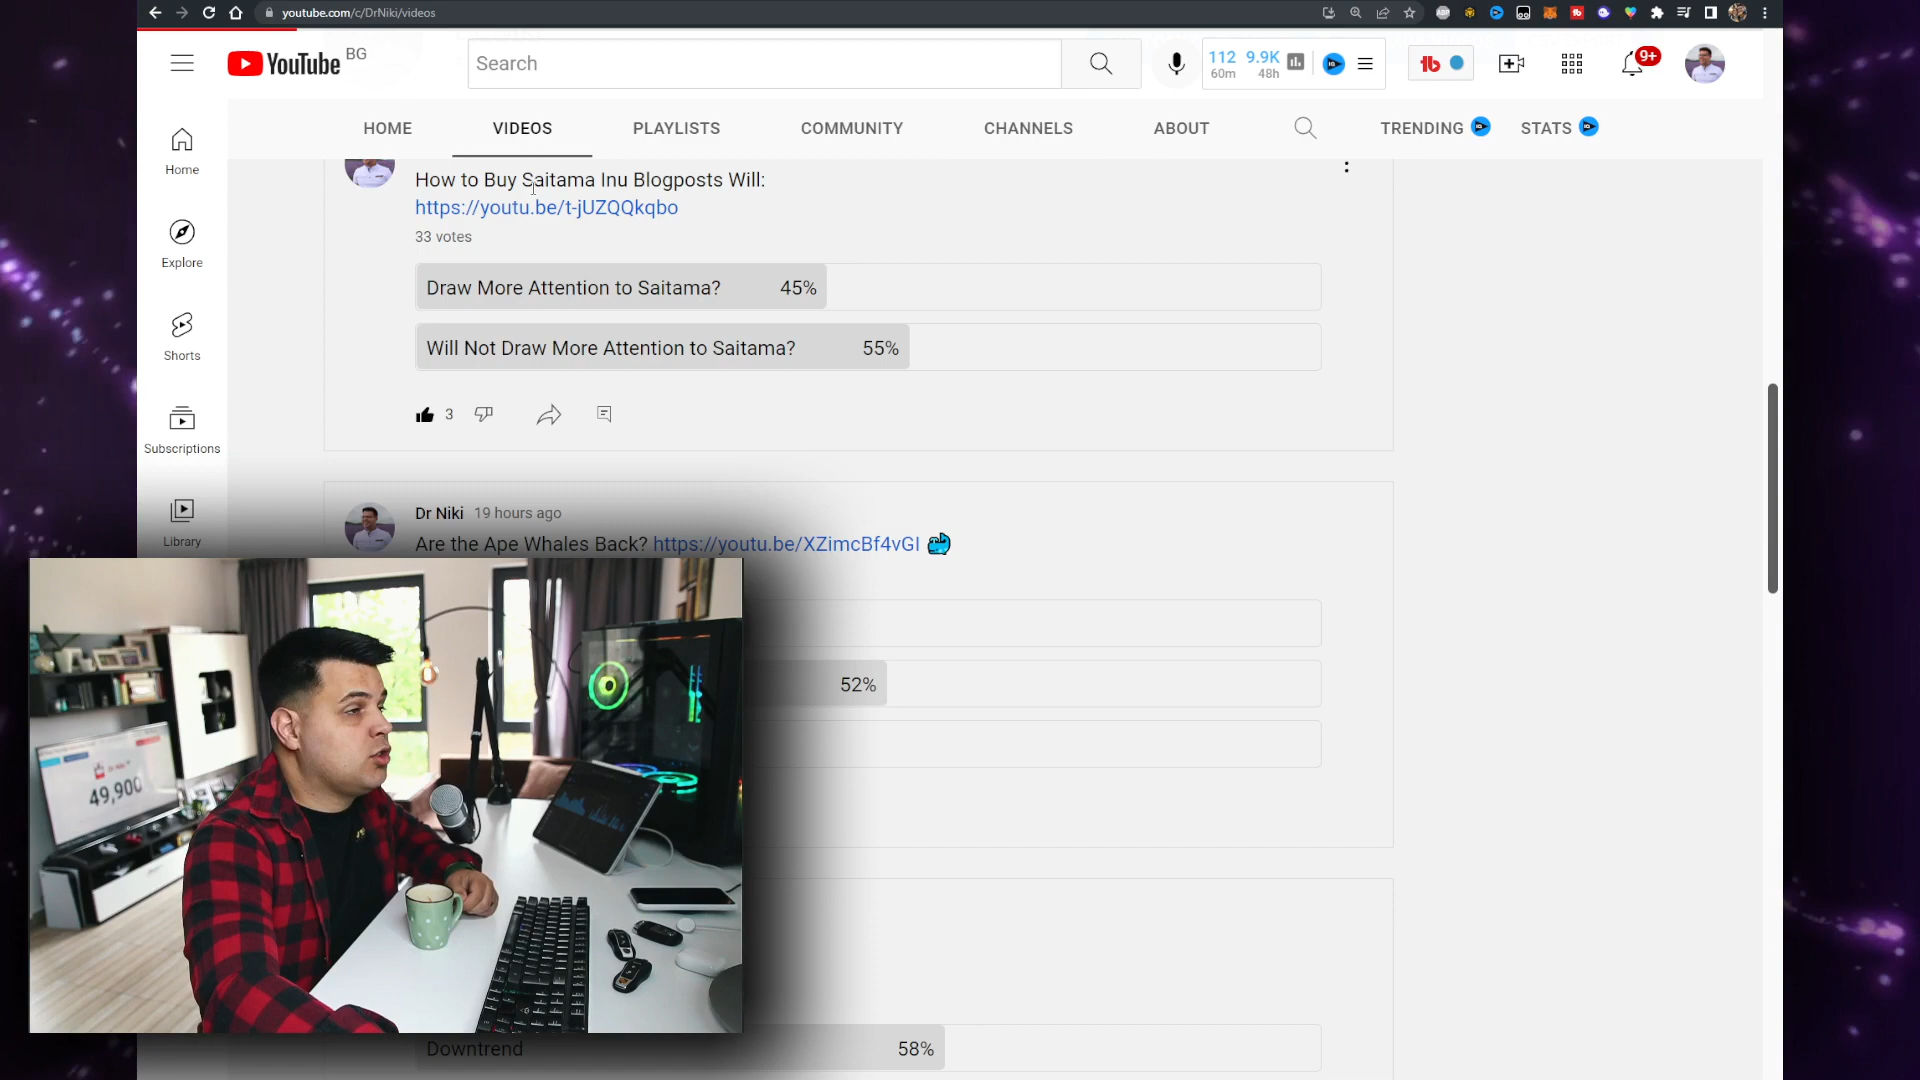 youtube.com/c/DrNiki/videos
YouTube BG
Search
112 9.9K
60m 48h
9+
HOME VIDEOS PLAYLISTS COMMUNITY CHANNELS ABOUT TRENDING STATS
Home
Explore
Shorts
Subscriptions
Library
How to Buy Saitama Inu Blogposts Will:
https://youtu.be/t-jUZQQkqbo
33 votes
Draw More Attention to Saitama? 45%
Will Not Draw More Attention to Saitama? 55%
3
Dr Niki 19 hours ago
Are the Ape Whales Back? https://youtu.be/XZimcBf4vGI
52%
49,900
Downtrend 58%